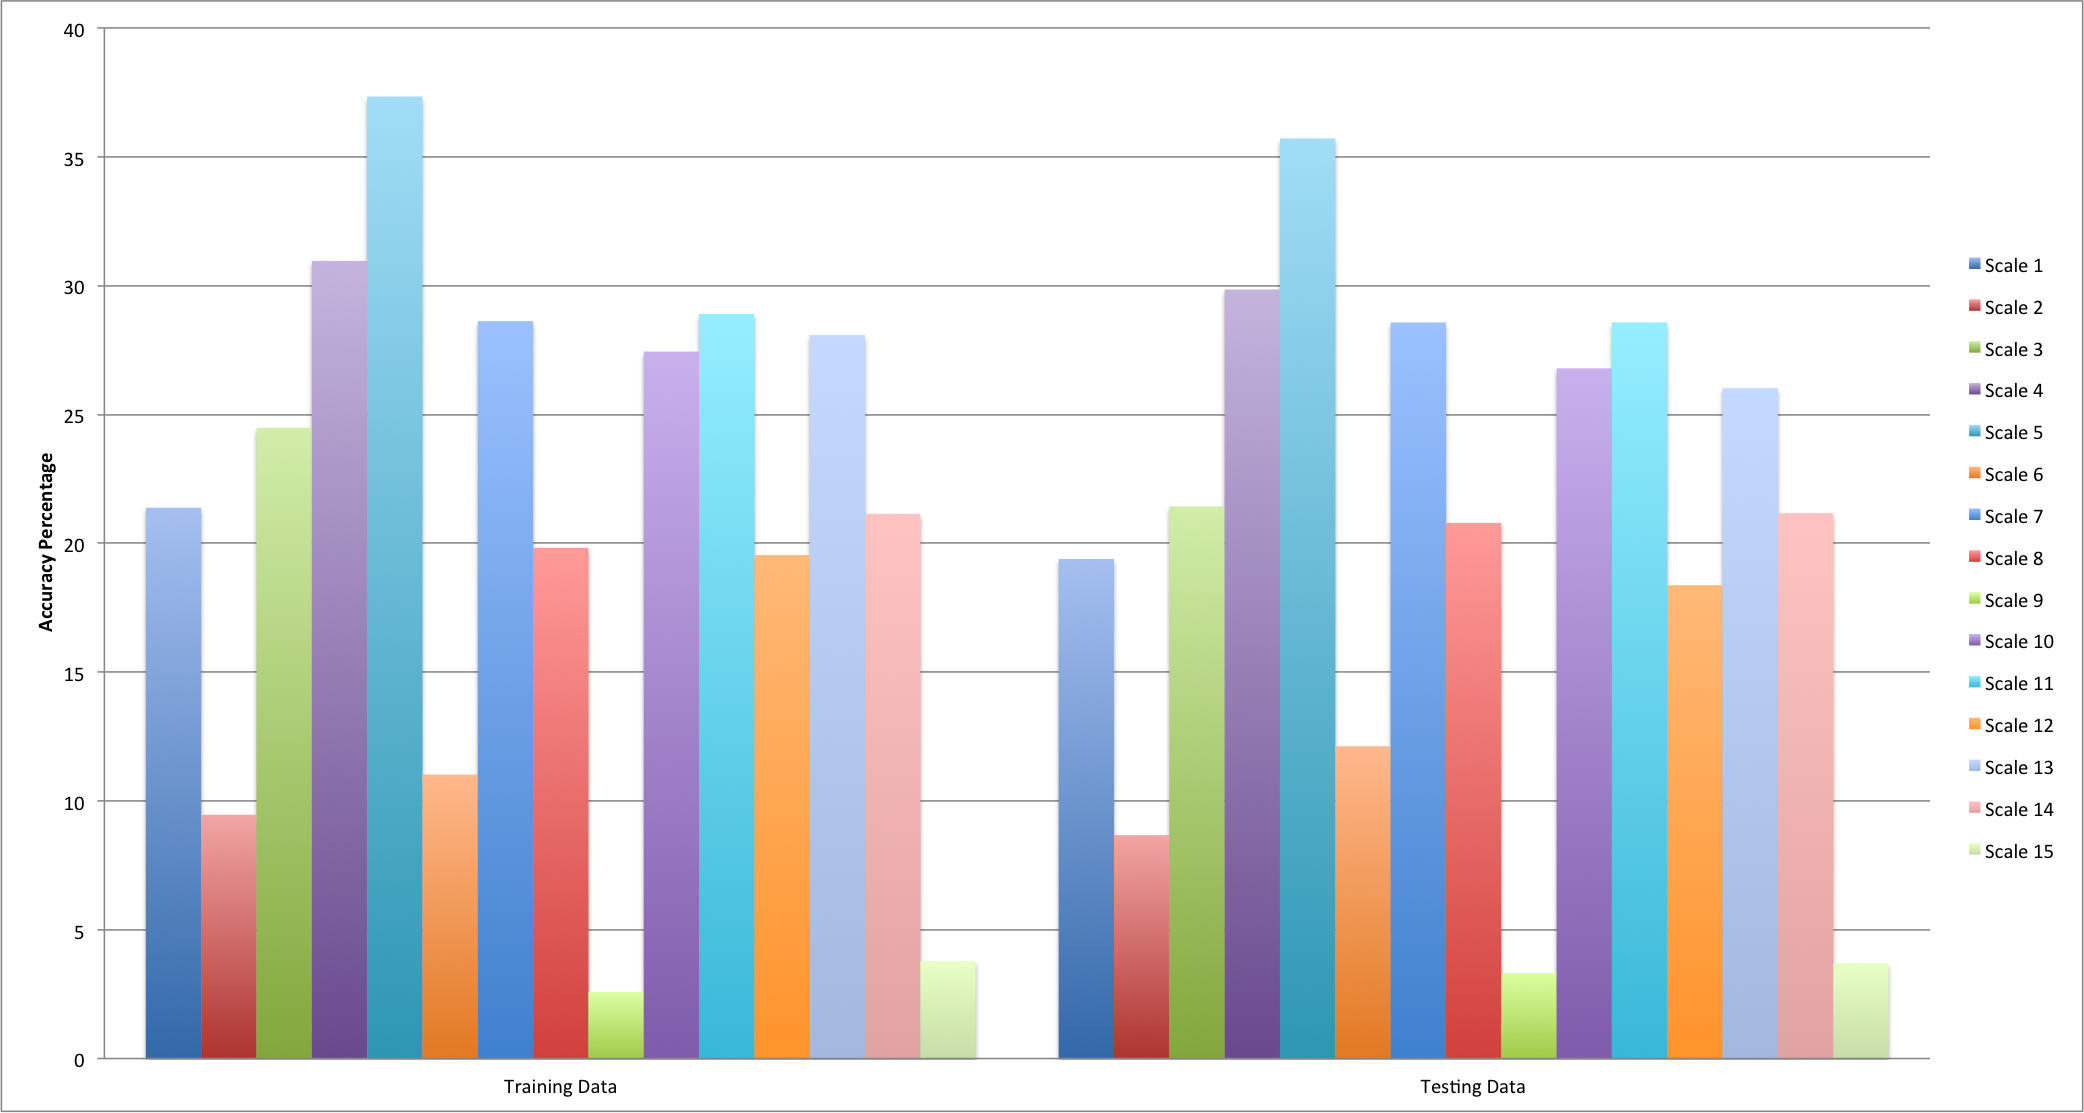 40
35
30
25
20
15
10
5
0
Accuracy Percentage
Training Data
Testing Data
Scale 1
Scale 2
Scale 3
Scale 4
Scale 5
Scale 6
Scale 7
Scale 8
Scale 9
Scale 10
Scale 11
Scale 12
Scale 13
Scale 14
Scale 15